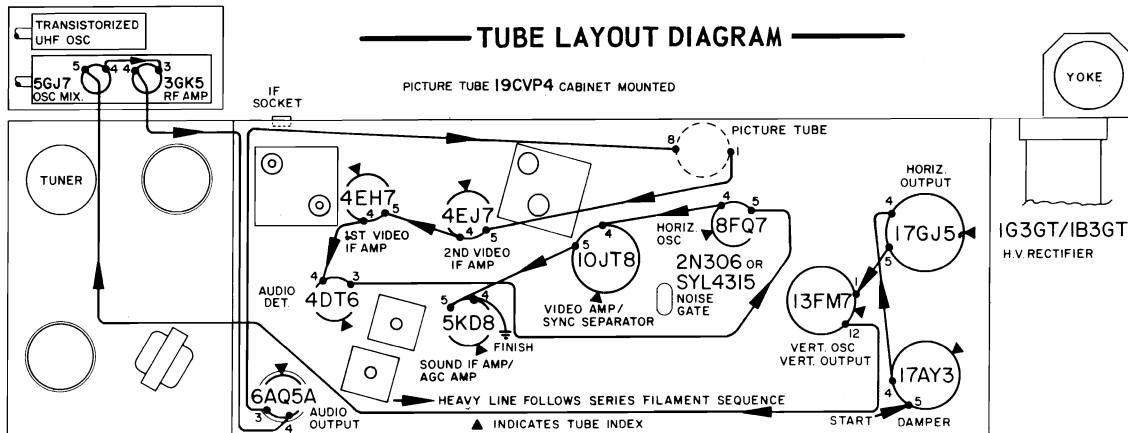 TUBE LAYOUT DIAGRAM
TRANSISTORIZED
UHF OSC
5 4 4 3
5GJ7
OSC MIX.
3GK5
RF AMP
PICTURE TUBE 19CVP4 CABINET MOUNTED
YOKE
IF
SOCKET
PICTURE TUBE
8 1
TUNER
4EH7
4 5
1ST VIDEO
IF AMP
4EJ7
4 5
2ND VIDEO
IF AMP
HORIZ.
OSC
4 5
8FQ7
HORIZ.
OUTPUT
4
17GJ5
5
1G3GT/1B3GT
H.V. RECTIFIER
4
5
10JT8
VIDEO AMP/
SYNC SEPARATOR
2N306 OR
SYL4315
NOISE
GATE
AUDIO
DET.
4 3
4DT6
5 4
5KD8
FINISH
SOUND IF AMP/
AGC AMP
1
13FM7
12
VERT. OSC
VERT. OUTPUT
17AY3
4 5
START
DAMPER
6AQ5A
3 4
AUDIO
OUTPUT
HEAVY LINE FOLLOWS SERIES FILAMENT SEQUENCE
INDICATES TUBE INDEX